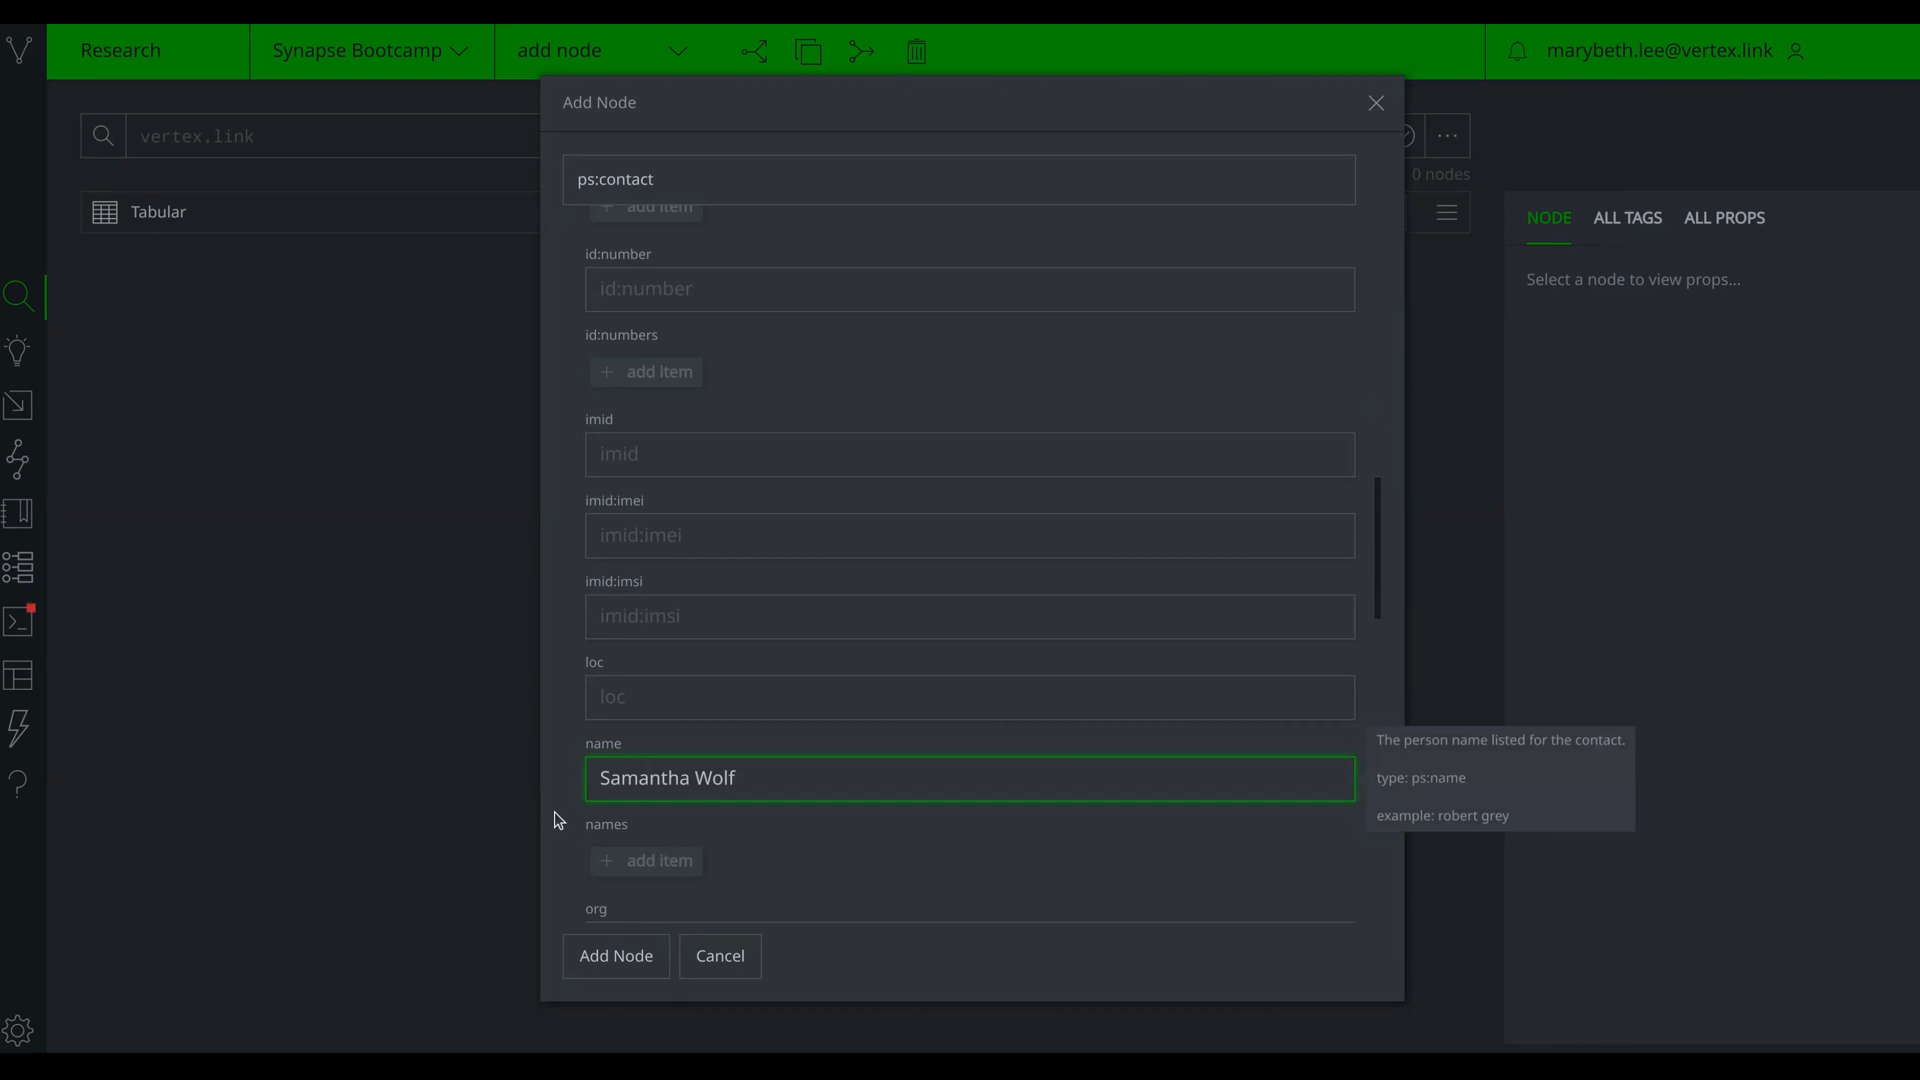 Research
Synapse Bootcamp
add node
marybeth.lee@vertex.link
Add Node
vertex.link
ps:contact
0 nodes
add item
Tabular
NODE ALL TAGS ALL PROPS
id:number
id:number
Select a node to view props...
id:numbers
+ add item
imid
imid
imid:imei
imid:imei
imid:imsi
imid:imsi
loc
loc
name
The person name listed for the contact.
Samantha Wolf
type: ps:name
example: robert grey
names
+ add item
org
Add Node
Cancel